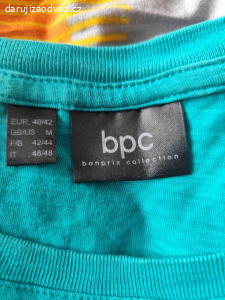 darujizaodvoz.cz
EUR. 40/42
GB/US M
F/B 42/44
IT 46/48
bpc
bonprix collection